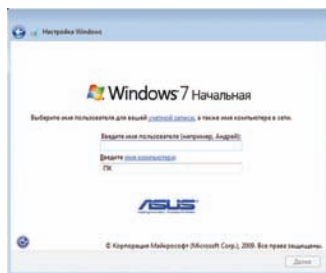 Настройка Windows
Windows 7 Начальная
Выберите имя пользователя для вашей учетной записи, а также имя компьютера в сети.
Введите имя пользователя (например, Андрей):
Введите имя компьютера:
ПК
ASUS
© Корпорация Майкрософт (Microsoft Corp.), 2009. Все права защищены.
Далее